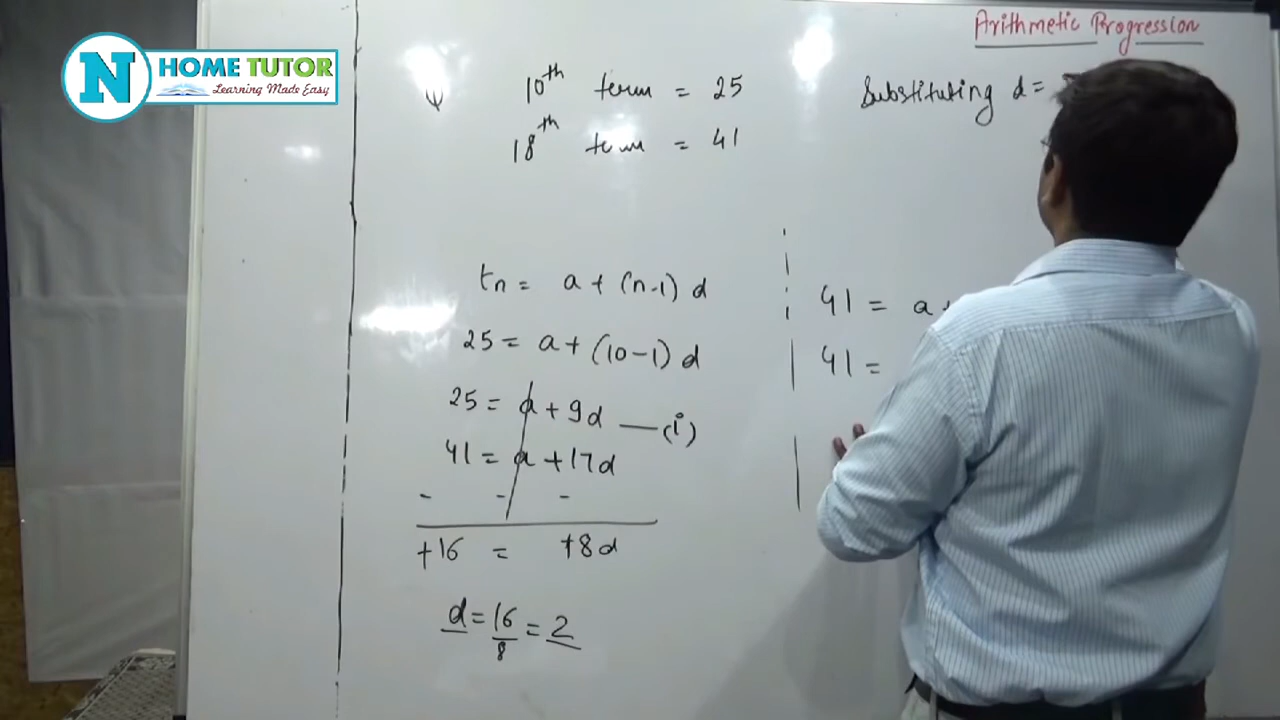 N HOME TUTOR
Learning Made Easy
Arithmetic Progression
10th term = 25
18th term = 41
tn = a + (n-1) d
25 = a + (10-1) d
25 = a + 9d — (i)
41 = a + 17d
- - -
+16 = +8d
d = 16/8 = 2
Substituting d =
41 = a +
41 =